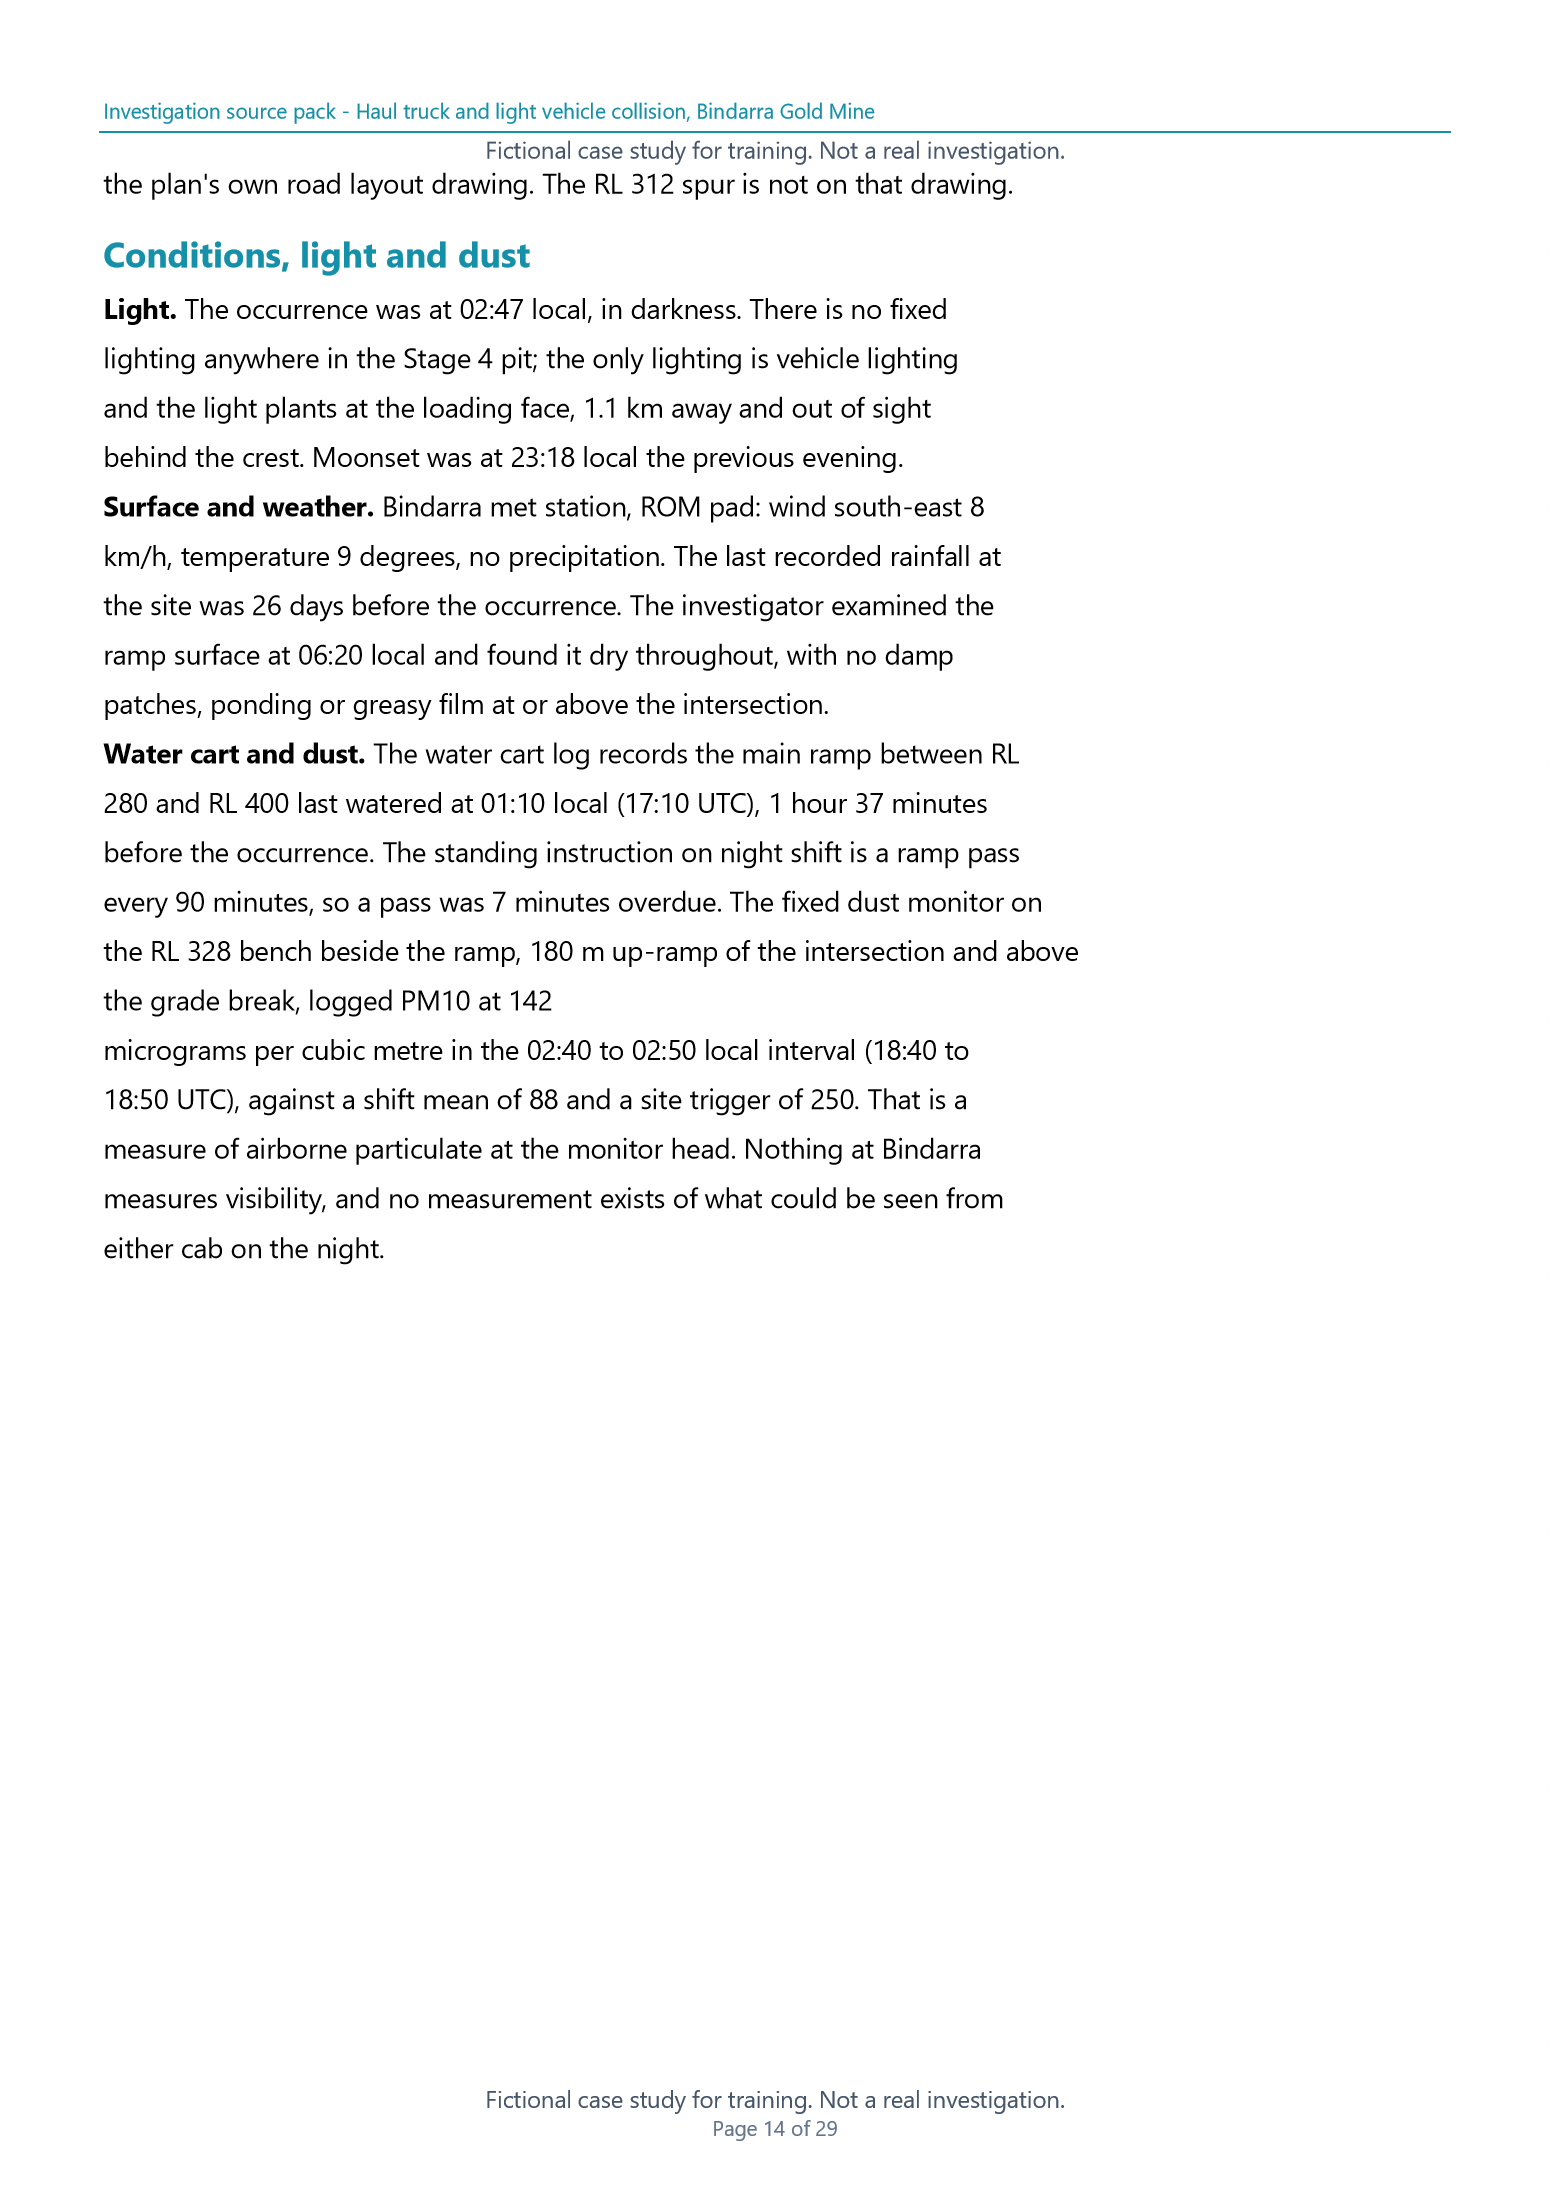 Investigation source pack - Haul truck and light vehicle collision, Bindarra Gold Mine
Fictional case study for training. Not a real investigation.
the plan's own road layout drawing. The RL 312 spur is not on that drawing.
Conditions, light and dust
Light. The occurrence was at 02:47 local, in darkness. There is no fixed
lighting anywhere in the Stage 4 pit; the only lighting is vehicle lighting
and the light plants at the loading face, 1.1 km away and out of sight
behind the crest. Moonset was at 23:18 local the previous evening.
Surface and weather. Bindarra met station, ROM pad: wind south-east 8
km/h, temperature 9 degrees, no precipitation. The last recorded rainfall at
the site was 26 days before the occurrence. The investigator examined the
ramp surface at 06:20 local and found it dry throughout, with no damp
patches, ponding or greasy film at or above the intersection.
Water cart and dust. The water cart log records the main ramp between RL
280 and RL 400 last watered at 01:10 local (17:10 UTC), 1 hour 37 minutes
before the occurrence. The standing instruction on night shift is a ramp pass
every 90 minutes, so a pass was 7 minutes overdue. The fixed dust monitor on
the RL 328 bench beside the ramp, 180 m up-ramp of the intersection and above
the grade break, logged PM10 at 142
micrograms per cubic metre in the 02:40 to 02:50 local interval (18:40 to
18:50 UTC), against a shift mean of 88 and a site trigger of 250. That is a
measure of airborne particulate at the monitor head. Nothing at Bindarra
measures visibility, and no measurement exists of what could be seen from
either cab on the night.
Fictional case study for training. Not a real investigation.
Page 14 of 29